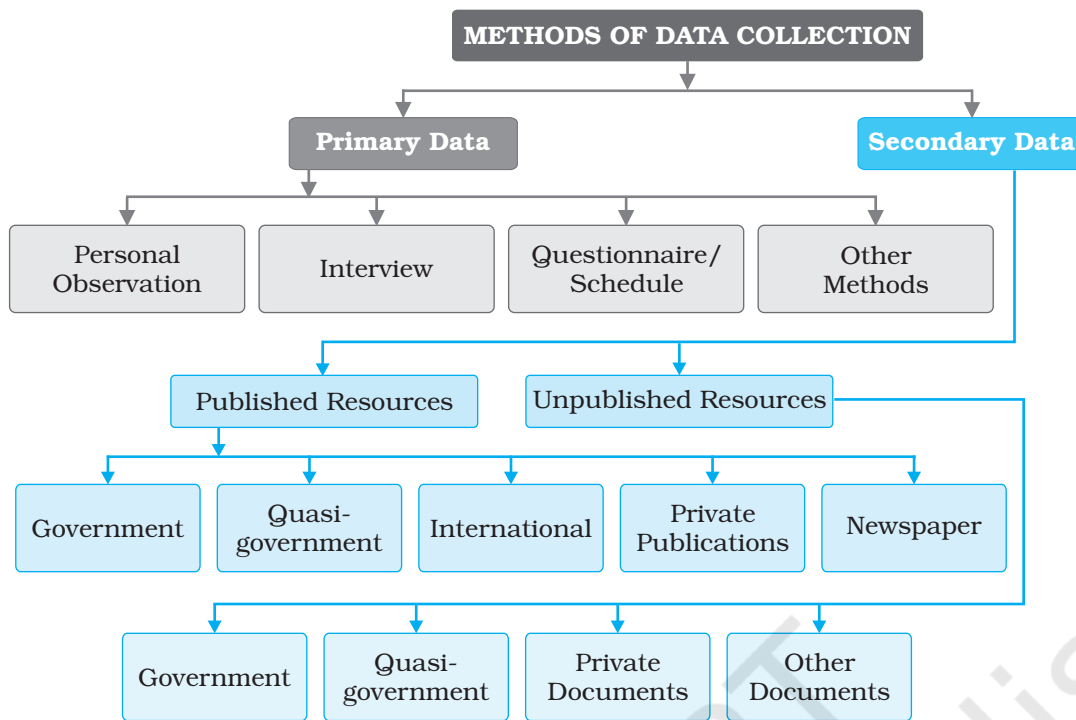 METHODS OF DATA COLLECTION
Primary Data
Secondary Data
Personal
Observation
Interview
Questionnaire/
Schedule
Other
Methods
Published Resources
Unpublished Resources
Government
Quasi-
government
International
Private
Publications
Newspaper
Government
Quasi-
government
Private
Documents
Other
Documents